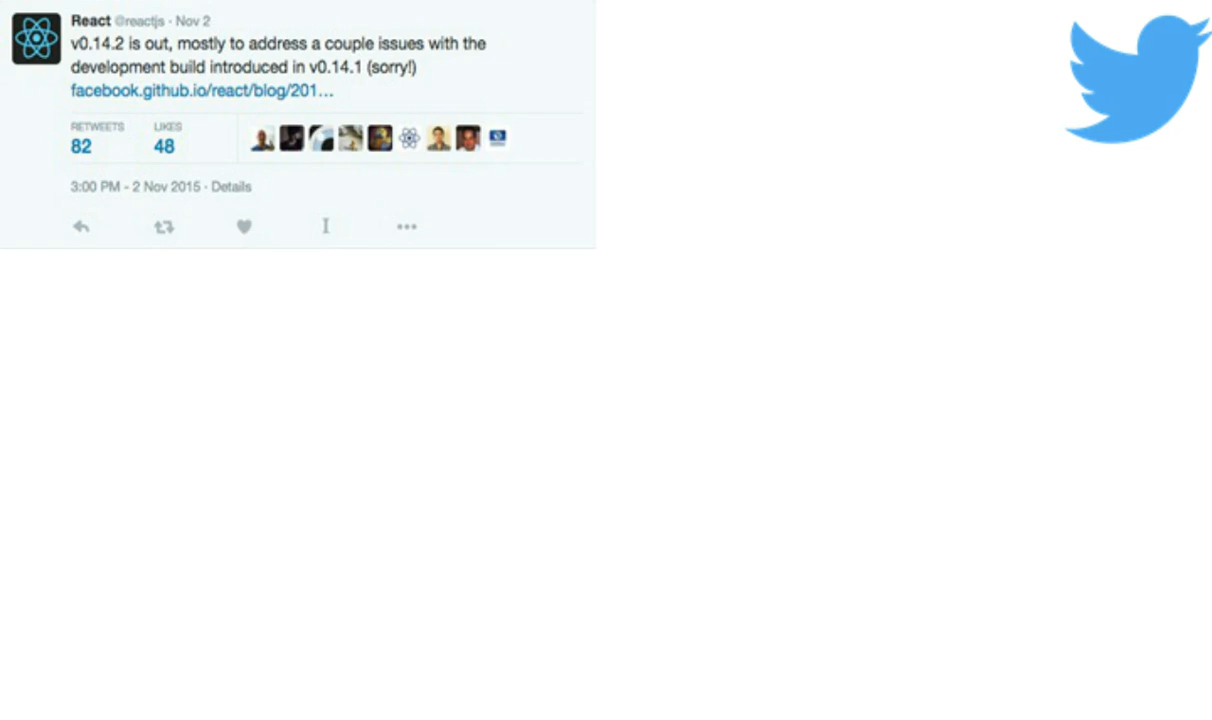 React @reactjs · Nov 2
v0.14.2 is out, mostly to address a couple issues with the
development build introduced in v0.14.1 (sorry!)
facebook.github.io/react/blog/201...
RETWEETS LIKES
82 48
3:00 PM - 2 Nov 2015 · Details